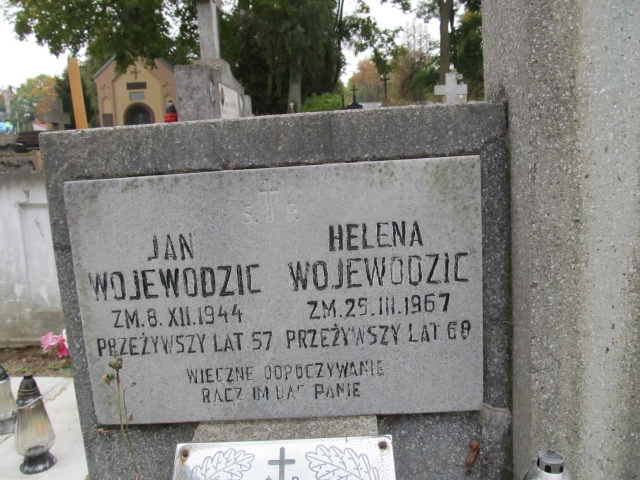 S. P.
JAN
WOJEWODZIC
ZM. 8. XII. 1944
PRZEŻYWSZY LAT 57
HELENA
WOJEWODZIC
ZM. 25. III. 1967
PRZEŻYWSZY LAT 68
WIECZNE ODPOCZYWANIE
RACZ IM DAĆ PANIE